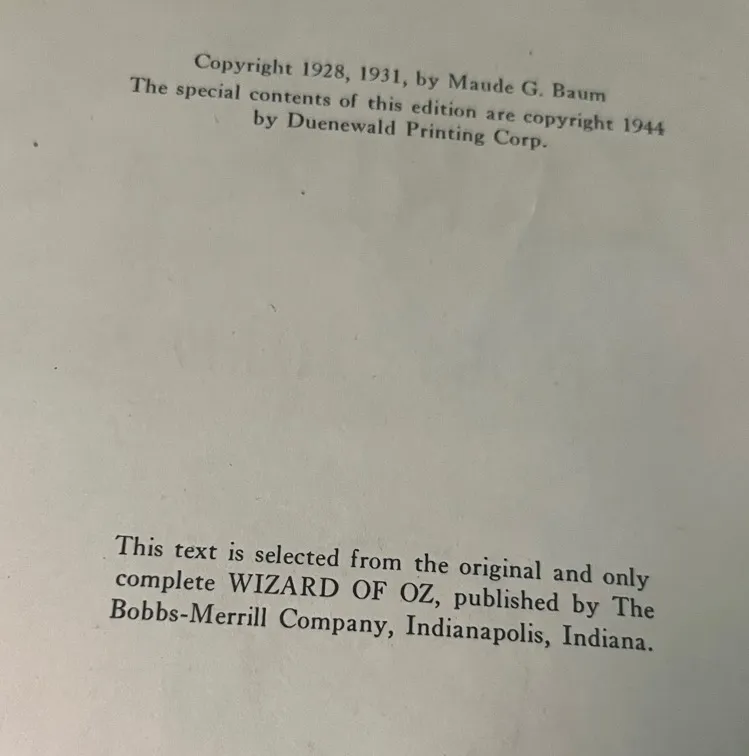 Copyright 1928, 1931, by Maude G. Baum
The special contents of this edition are copyright 1944
by Duenewald Printing Corp.
This text is selected from the original and only
complete WIZARD OF OZ, published by The
Bobbs-Merrill Company, Indianapolis, Indiana.